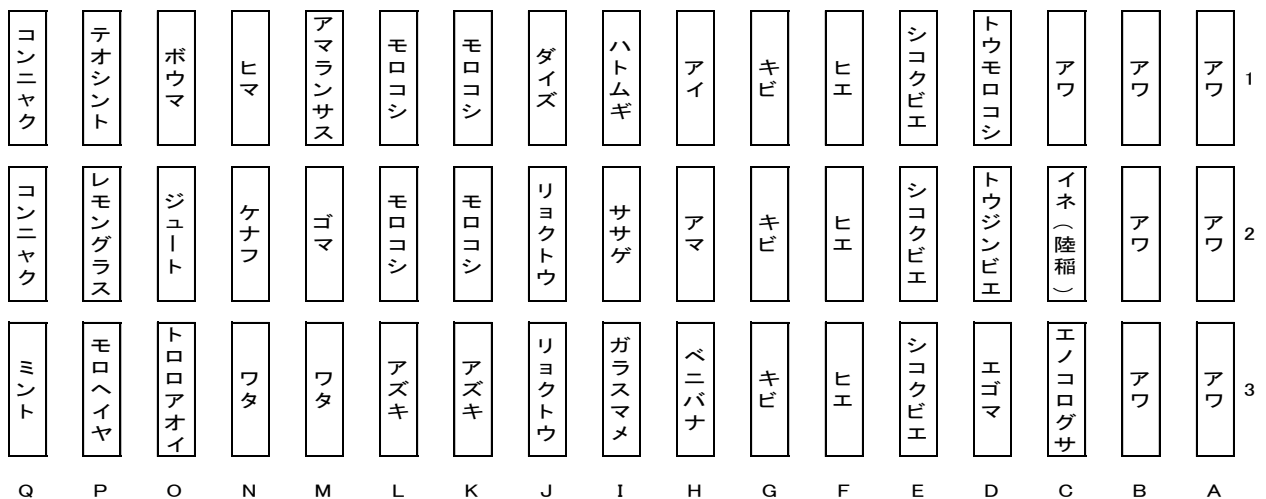 コンニャク テオシント ボウマ ヒマ アマランサス モロコシ モロコシ ダイズ ハトムギ アイ キビ ヒエ シコクビエ トウモロコシ アワ アワ アワ 1
コンニャク レモングラス ジュート ケナフ ゴマ モロコシ モロコシ リョクトウ ササゲ アマ キビ ヒエ シコクビエ トウジンビエ イネ(陸稲) アワ アワ 2
ミント モロヘイヤ トロロアオイ ワタ ワタ アズキ アズキ リョクトウ ガラスマメ ベニバナ キビ ヒエ シコクビエ エゴマ エノコログサ アワ アワ 3
Q P O N M L K J I H G F E D C B A